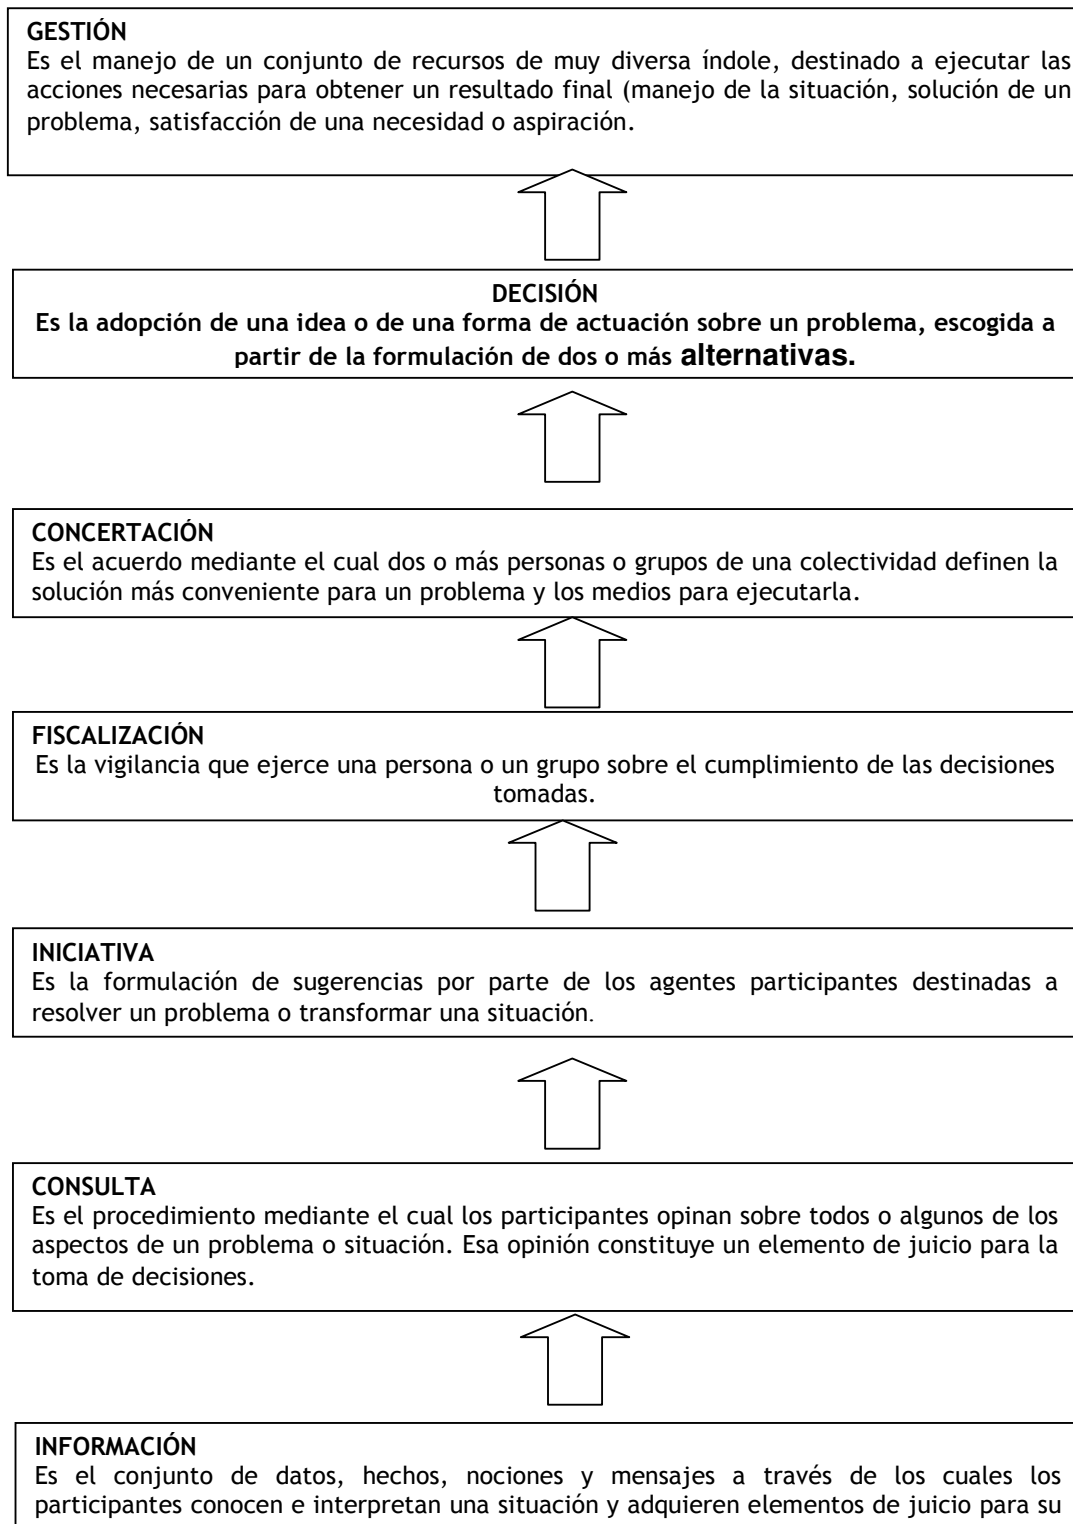 GESTIÓN
Es el manejo de un conjunto de recursos de muy diversa índole, destinado a ejecutar las
acciones necesarias para obtener un resultado final (manejo de la situación, solución de un
problema, satisfacción de una necesidad o aspiración.
DECISIÓN
Es la adopción de una idea o de una forma de actuación sobre un problema, escogida a
partir de la formulación de dos o más alternativas.
CONCERTACIÓN
Es el acuerdo mediante el cual dos o más personas o grupos de una colectividad definen la
solución más conveniente para un problema y los medios para ejecutarla.
FISCALIZACIÓN
Es la vigilancia que ejerce una persona o un grupo sobre el cumplimiento de las decisiones
tomadas.
INICIATIVA
Es la formulación de sugerencias por parte de los agentes participantes destinadas a
resolver un problema o transformar una situación.
CONSULTA
Es el procedimiento mediante el cual los participantes opinan sobre todos o algunos de los
aspectos de un problema o situación. Esa opinión constituye un elemento de juicio para la
toma de decisiones.
INFORMACIÓN
Es el conjunto de datos, hechos, nociones y mensajes a través de los cuales los
participantes conocen e interpretan una situación y adquieren elementos de juicio para su